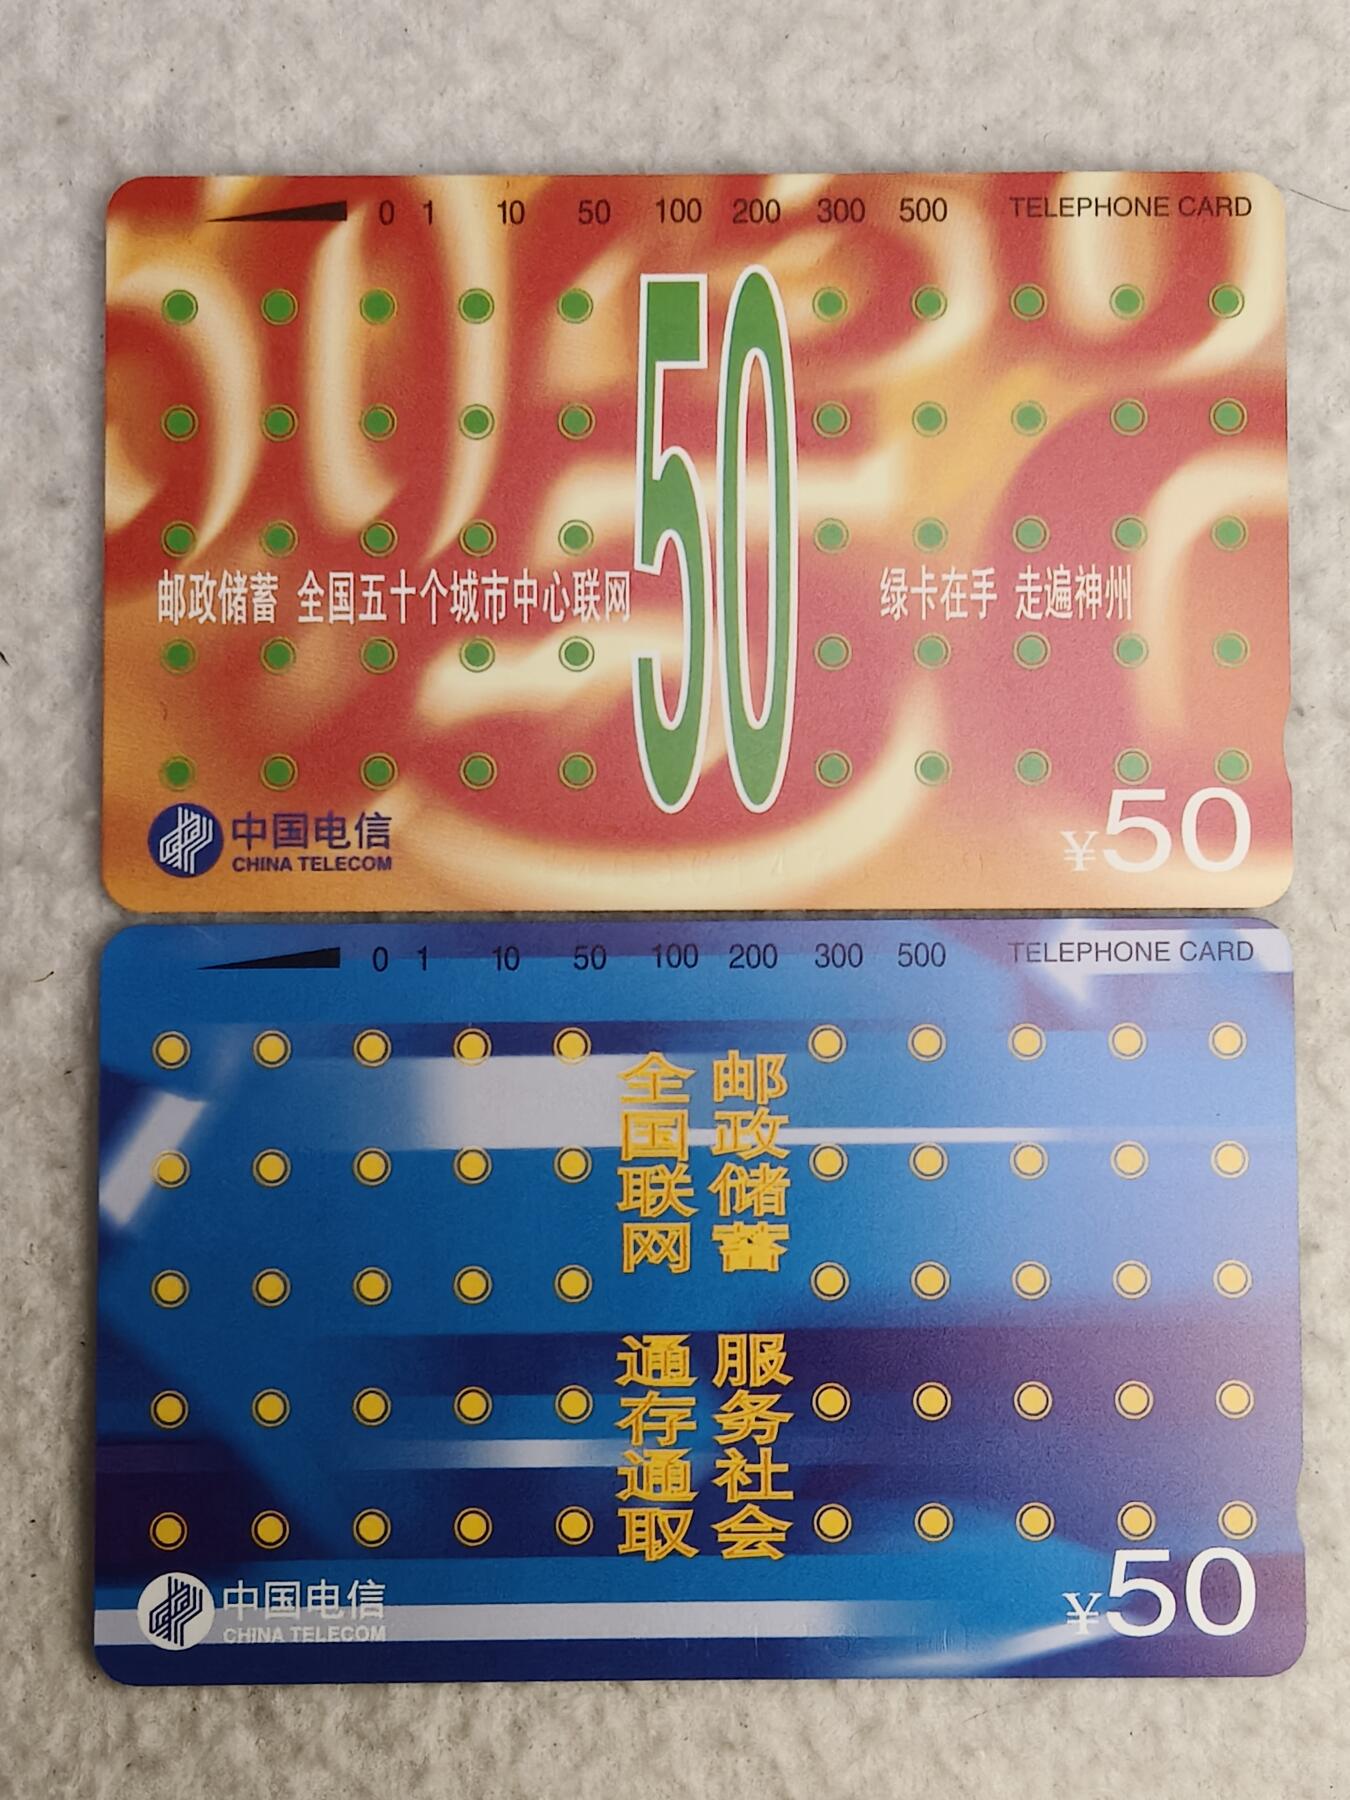 0 1 10 50 100 200 300 500 TELEPHONE CARD
50
邮政储蓄 全国五十个城市中心联网
绿卡在手 走遍神州
中国电信
CHINA TELECOM
¥50
0 1 10 50 100 200 300 500 TELEPHONE CARD
邮政储蓄
全国联网
服务社会
通存通取
中国电信
CHINA TELECOM
¥50